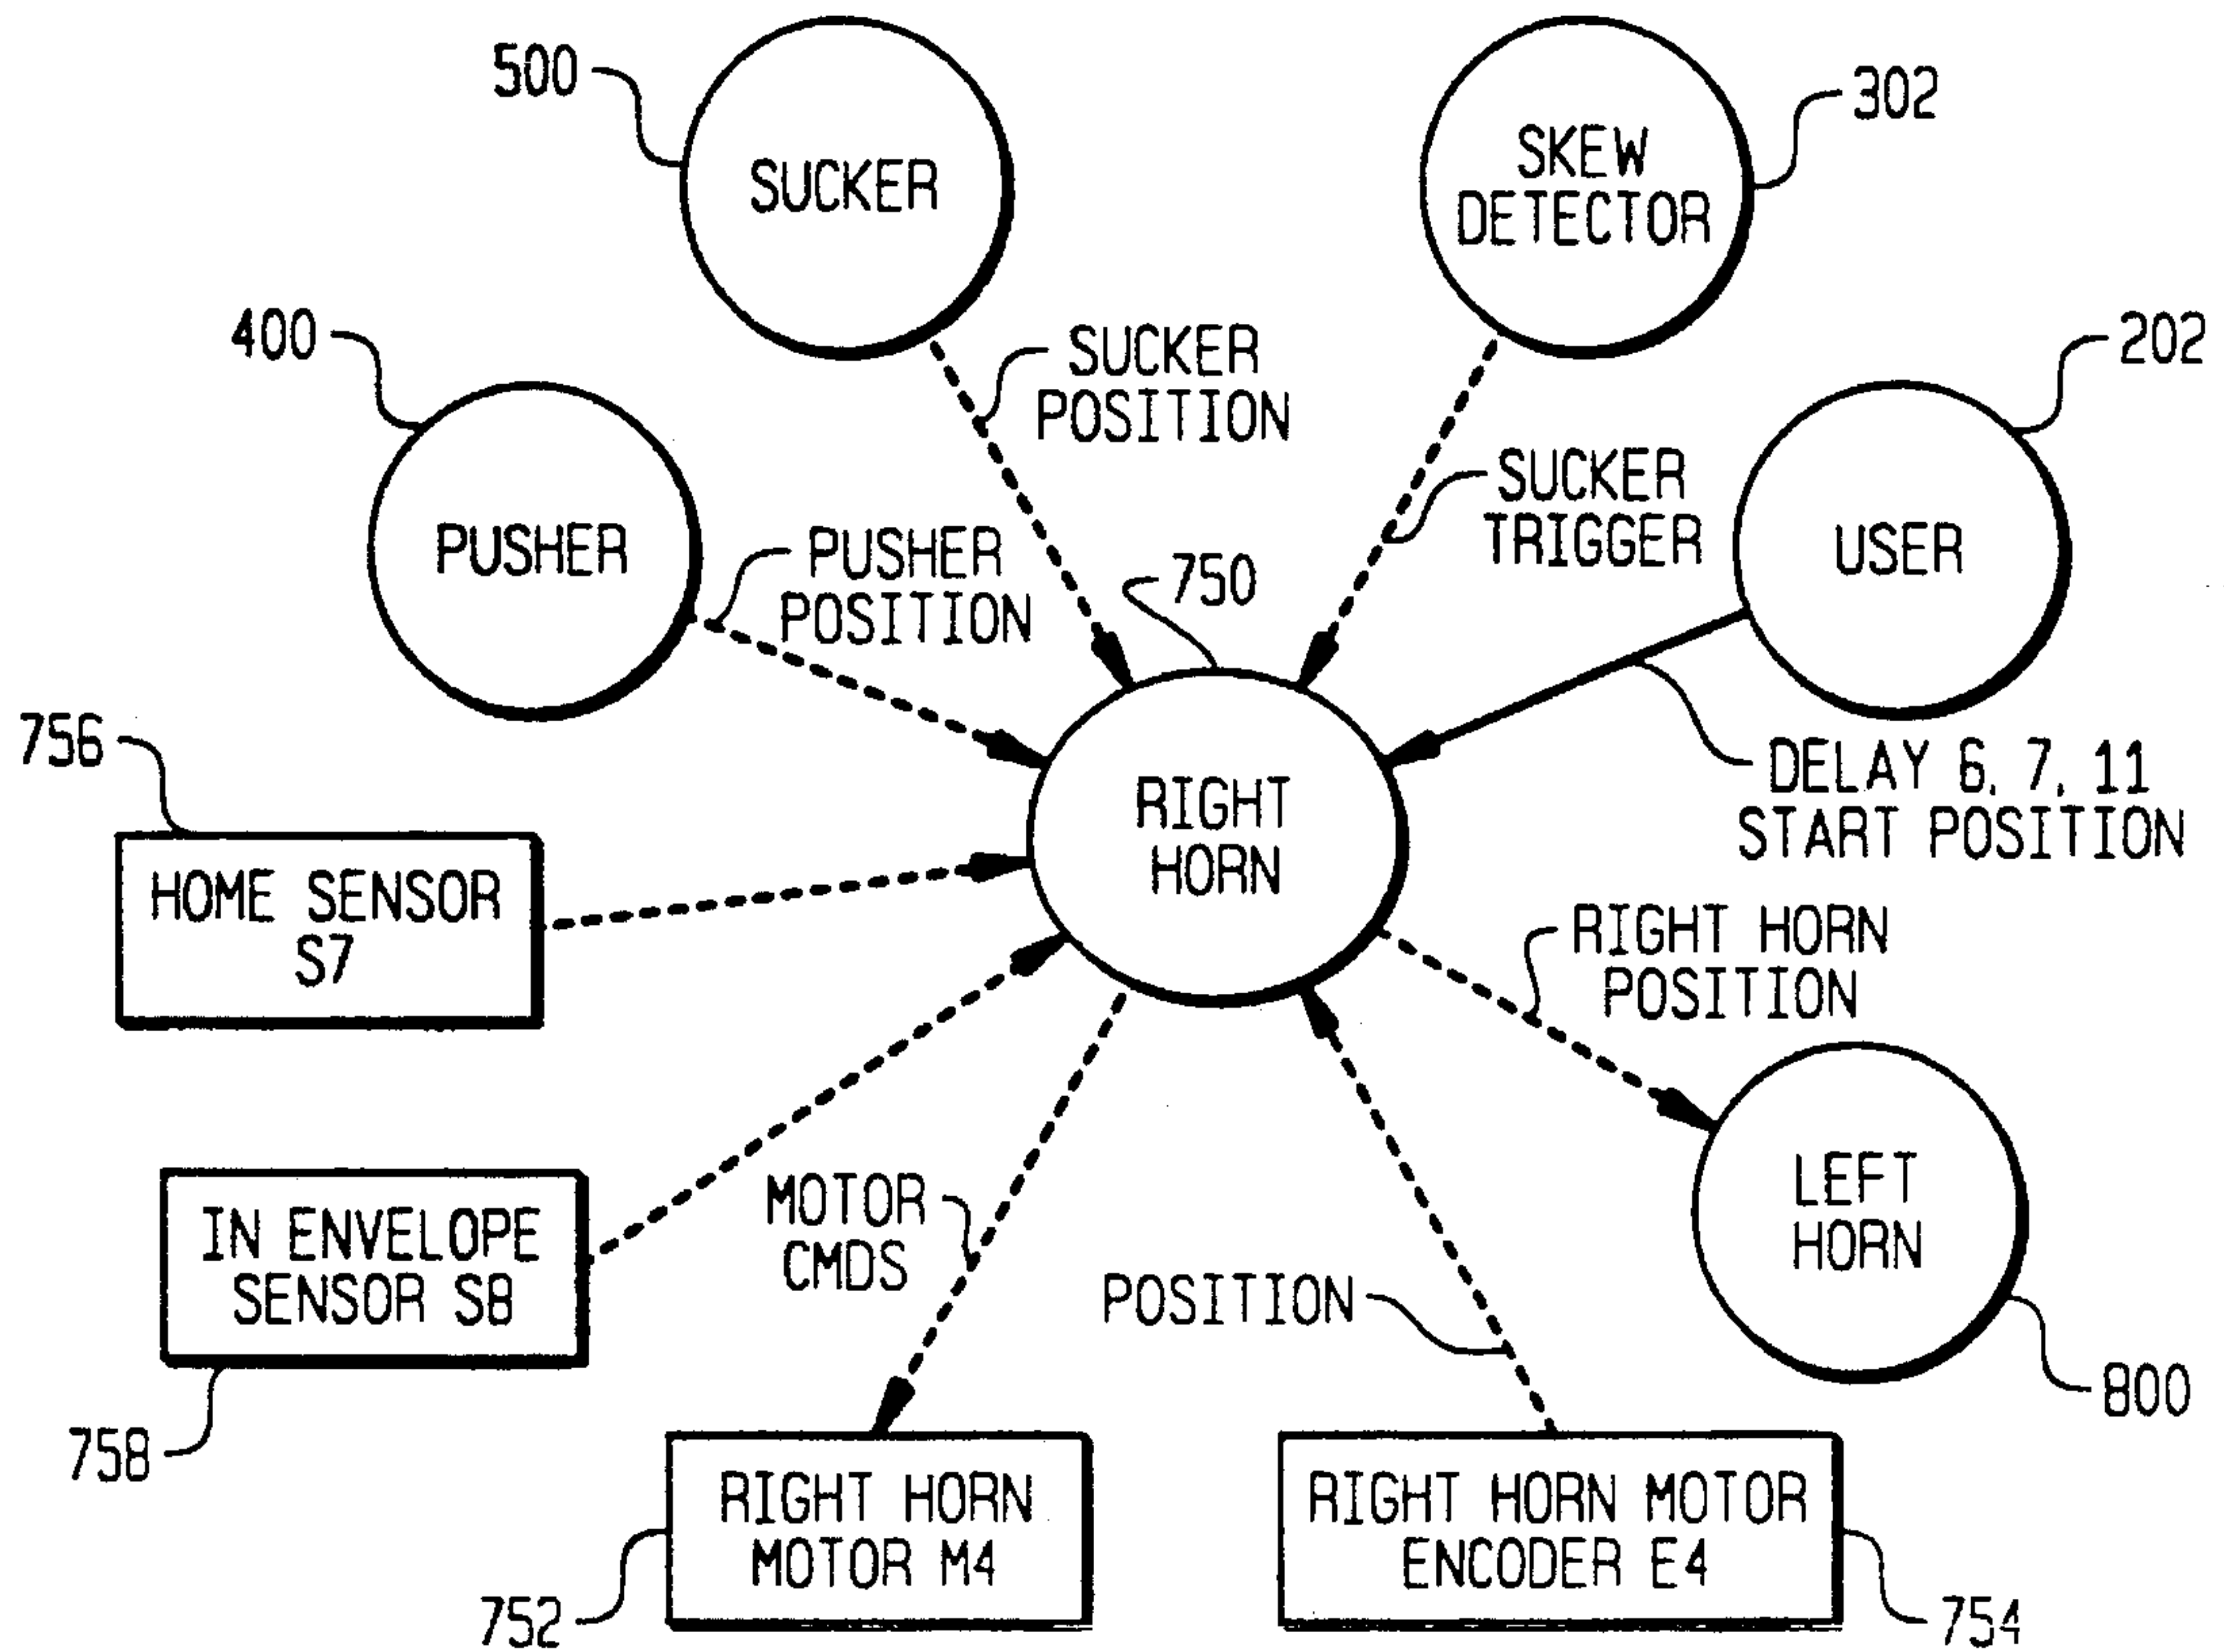 500
SUCKER
SKEW
DETECTOR
302
400
PUSHER
SUCKER
POSITION
202
USER
SUCKER
TRIGGER
PUSHER
POSITION
750
756
HOME SENSOR
S7
RIGHT
HORN
DELAY 6, 7, 11
START POSITION
RIGHT HORN
POSITION
IN ENVELOPE
SENSOR S8
758
MOTOR
CMDS
POSITION
LEFT
HORN
800
RIGHT HORN
MOTOR M4
752
RIGHT HORN MOTOR
ENCODER E4
754